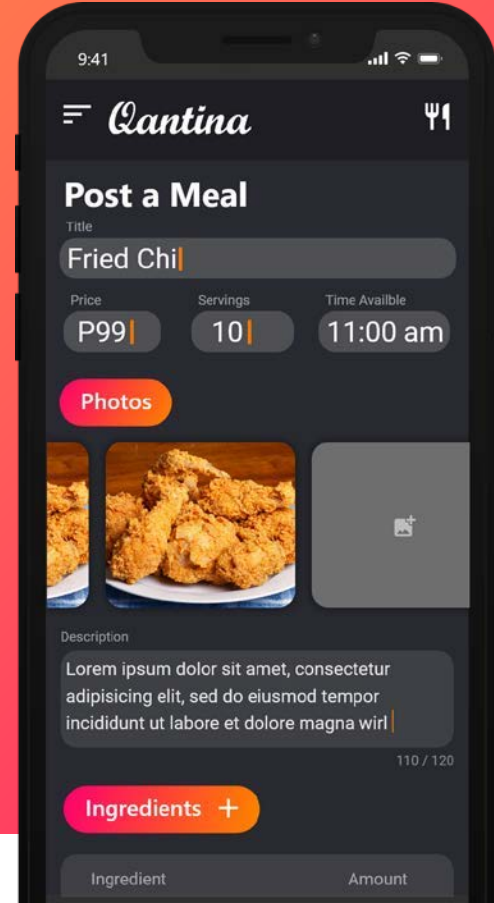 9:41
Qantina
Post a Meal
Title
Fried Chi
Price Servings Time Availble
P99 10 11:00 am
Photos
Description
Lorem ipsum dolor sit amet, consectetur
adipisicing elit, sed do eiusmod tempor
incididunt ut labore et dolore magna wirl
110 / 120
Ingredients +
Ingredient Amount